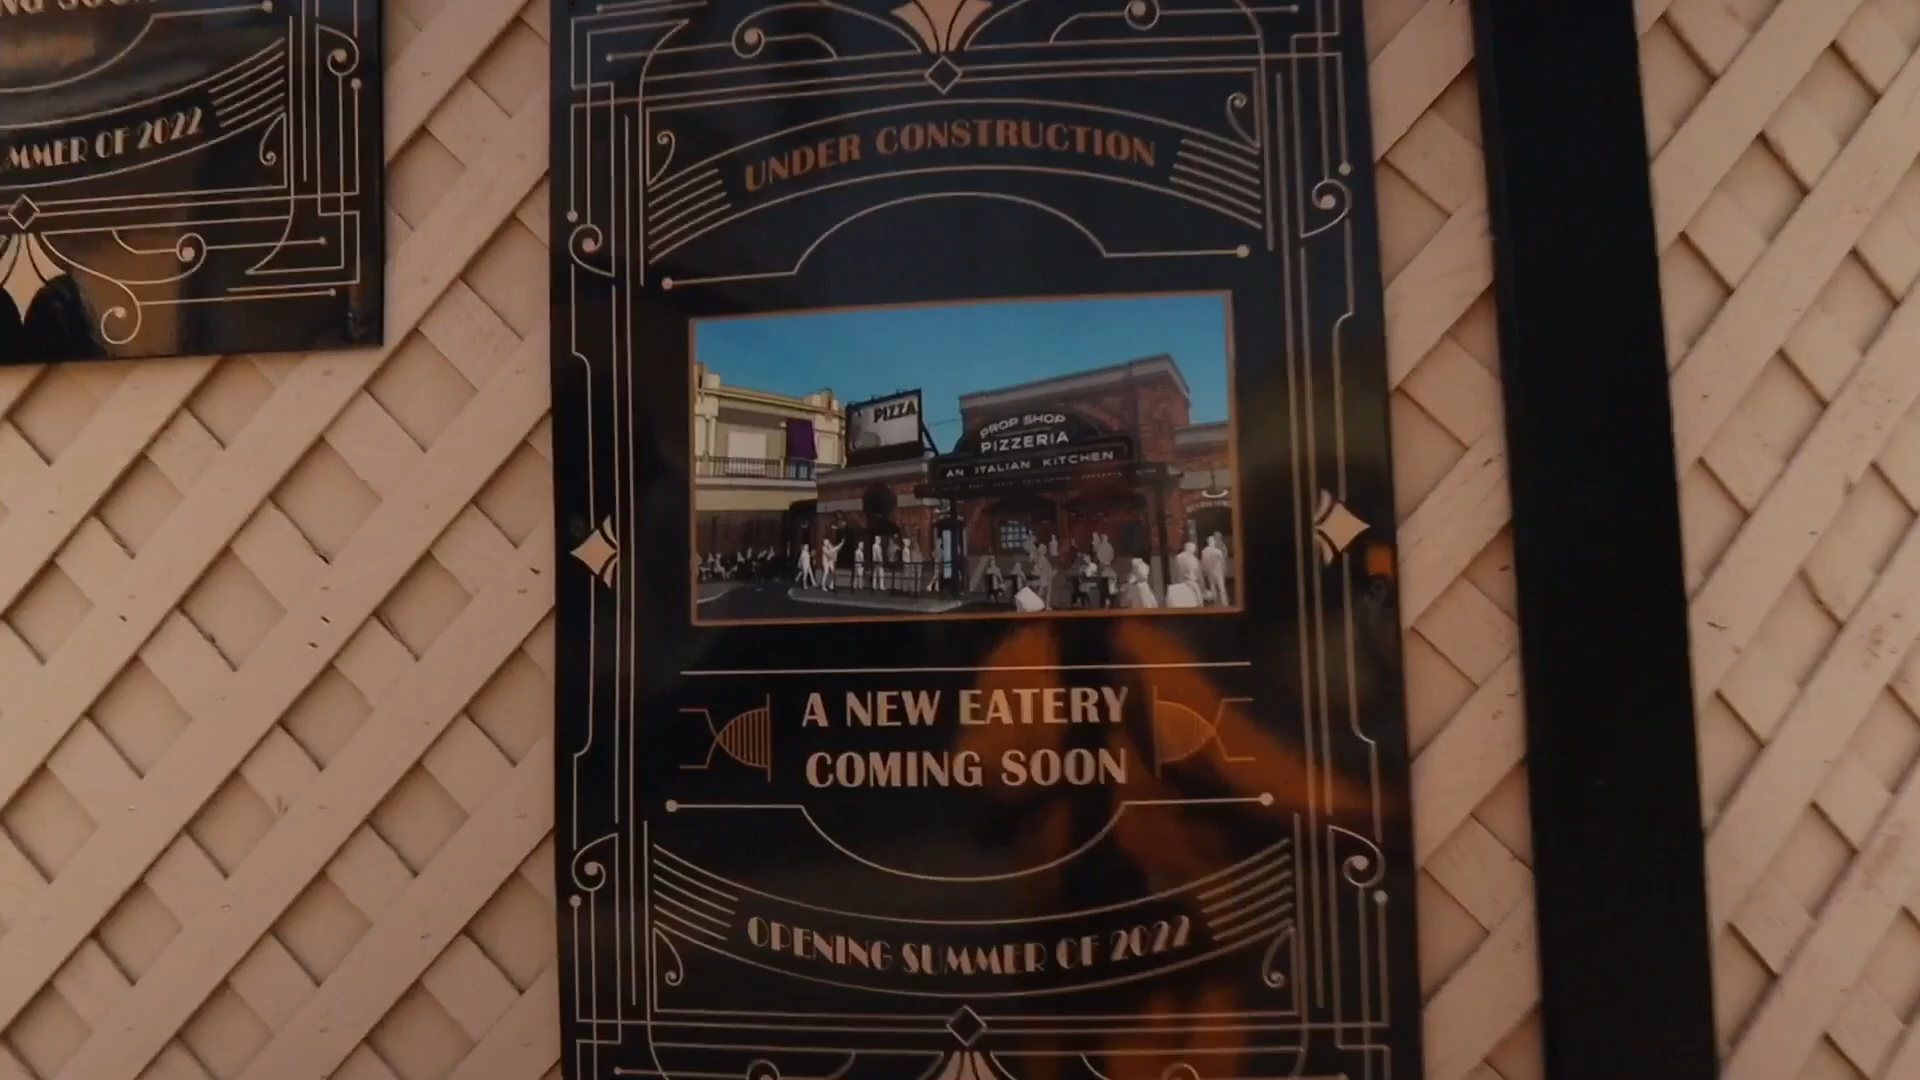 SUMMER OF 2022
UNDER CONSTRUCTION
PIZZA
PROP SHOP
PIZZERIA
AN ITALIAN KITCHEN
A NEW EATERY
COMING SOON
OPENING SUMMER OF 2022